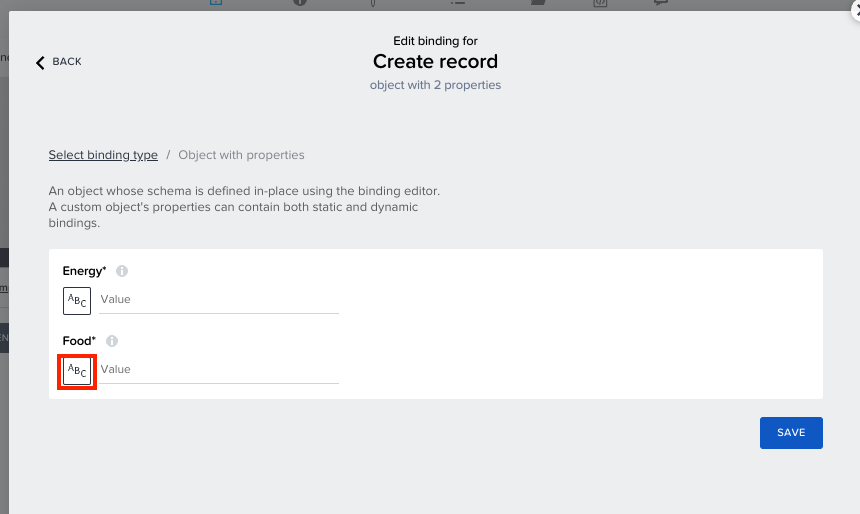 Edit binding for
BACK
Create record
object with 2 properties
Select binding type / Object with properties
An object whose schema is defined in-place using the binding editor.
A custom object's properties can contain both static and dynamic
bindings.
Energy*
ABC Value
Food*
ABC Value
SAVE